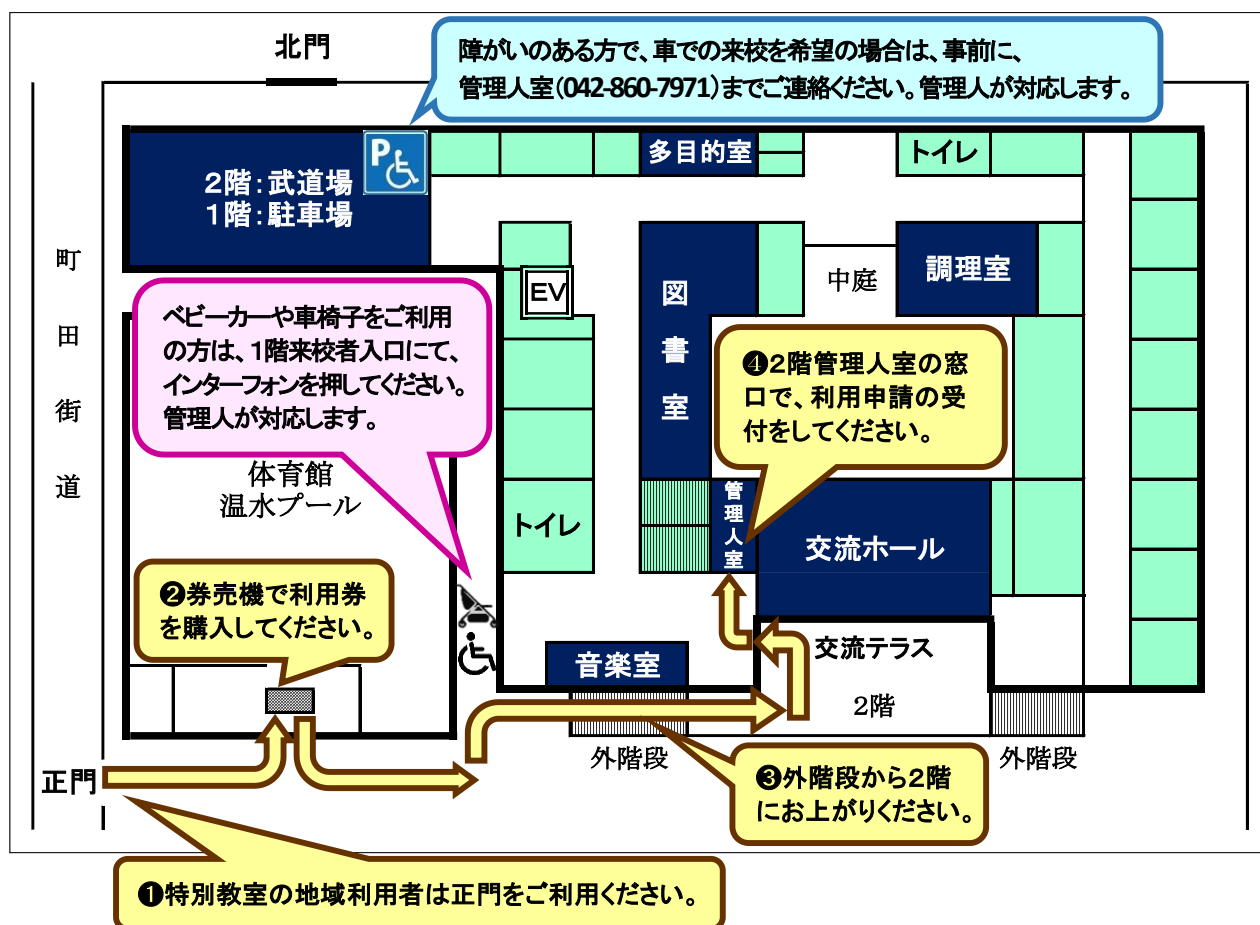 北門
障がいのある方で、車での来校を希望の場合は、事前に、
管理人室(042-860-7971)までご連絡ください。管理人が対応します。
P
2階:武道場
1階:駐車場
多目的室
トイレ
町田街道
EV
図書室
中庭
調理室
ベビーカーや車椅子をご利用
の方は、1階来校者入口にて、
インターフォンを押してください。
管理人が対応します。
❹2階管理人室の窓
口で、利用申請の受
付をしてください。
体育館
温水プール
トイレ
管理人室
交流ホール
❷券売機で利用券
を購入してください。
音楽室
交流テラス
2階
外階段
外階段
正門
❸外階段から2階
にお上がりください。
❶特別教室の地域利用者は正門をご利用ください。